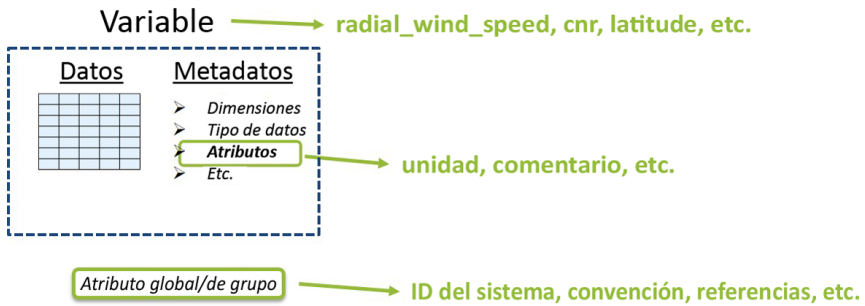 Variable
radial_wind_speed, cnr, latitude, etc.
Datos
Metadatos
Dimensiones
Tipo de datos
Atributos
Etc.
unidad, comentario, etc.
Atributo global/de grupo
ID del sistema, convención, referencias, etc.